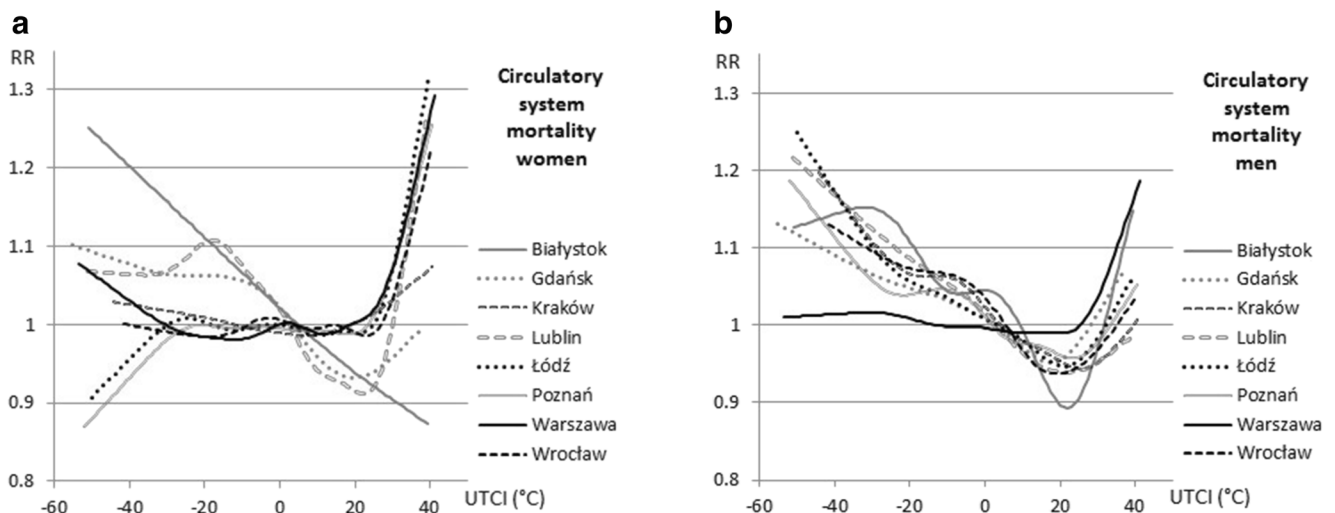 a
RR
1.3
1.2
1.1
1
0.9
0.8
-60
-40
-20
0
20
40
UTCI (°C)
Circulatory
system
mortality
women
Białystok
Gdańsk
Kraków
Lublin
Łódź
Poznań
Warszawa
Wrocław
b
RR
1.3
1.2
1.1
1
0.9
0.8
-60
-40
-20
0
20
40
UTCI (°C)
Circulatory
system
mortality
men
Białystok
Gdańsk
Kraków
Lublin
Łódź
Poznań
Warszawa
Wrocław